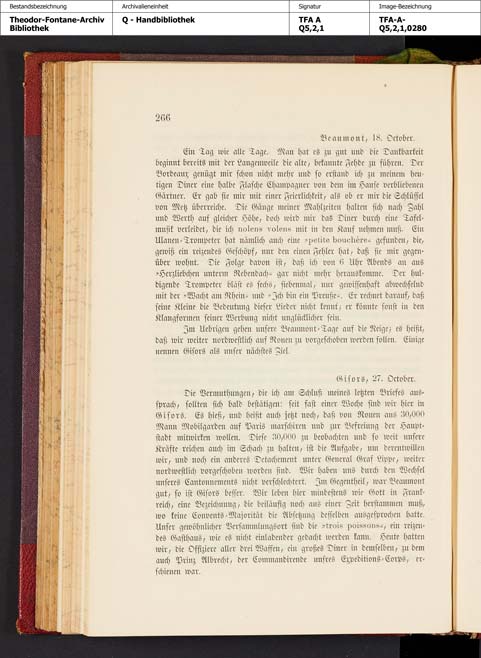 Bestandsbezeichnung
Archivalieneinheit
Signatur
Image-Bezeichnung
Theodor-Fontane-Archiv
Bibliothek
Q - Handbibliothek
TFA A
Q5,2,1
TFA-A-
Q5,2,1,0280
266
Beaumont, 18. October.
Ein Tag wie alle Tage. Man hat es zu gut und die Dankbarkeit
beginnt bereits mit der Langenweile die alte, bekannte Fehde zu führen. Der
Bordeaux genügt mir schon nicht mehr und so erstand ich zu meinem heu-
tigen Diner eine halbe Flasche Champagner von dem im Hause verbliebenen
Gärtner. Er gab sie mir mit einer Feierlichkeit, als ob er mir die Schlüssel
von Metz überreiche. Die Gänge meiner Mahlzeiten halten sich nach Zahl
und Werth auf gleicher Höhe, doch wird mir das Diner durch eine Tafel-
musik verleidet, die ich nolens volens mit in den Kauf nehmen muß. Ein
Ulanen-Trompeter hat nämlich auch eine »petite bouchère« gefunden, die,
gewiß ein reizendes Geschöpf, nur den einen Fehler hat, daß sie mir gegen-
über wohnt. Die Folge davon ist, daß ich von 6 Uhr Abends an aus
»Herzliebchen unterm Rebendach« gar nicht mehr herauskomme. Der hul-
digende Trompeter bläst es sechs, siebenmal, nur gewissenhaft abwechselnd
mit der »Wacht am Rhein« und »Ich bin ein Preuße«. Er rechnet darauf, daß
seine Kleine die Bedeutung dieser Lieder nicht kennt; er könnte sonst in den
Klangformen seiner Werbung nicht unglücklicher sein.
Im Uebrigen gehen unsere Beaumont-Tage auf die Neige; es heißt,
daß wir weiter nordwestlich auf Rouen zu vorgeschoben werden sollen. Einige
nennen Gisors als unser nächstes Ziel.
Gisors, 27. October.
Die Vermuthungen, die ich am Schluß meines letzten Briefes aus-
sprach, sollten sich bald bestätigen: seit fast einer Woche sind wir hier in
Gisors. Es hieß, und heißt auch jetzt noch, daß von Rouen aus 30,000
Mann Mobilgarden auf Paris marschiren und zur Befreiung der Haupt-
stadt mitwirken wollen. Diese 30,000 zu beobachten und so weit unsere
Kräfte reichen auch im Schach zu halten, ist die Aufgabe, um derentwillen
wir, und noch ein anderes Detachement unter General Graf Lippe, weiter
nordwestlich vorgeschoben worden sind. Wir haben uns durch den Wechsel
unseres Cantonnements nicht verschlechtert. Im Gegentheil, war Beaumont
gut, so ist Gisors besser. Wir leben hier mindestens wie Gott in Frank-
reich, eine Bezeichnung, die beiläufig noch aus einer Zeit herstammen muß,
wo keine Convents-Majorität die Absetzung desselben ausgesprochen hatte.
Unser gewöhnlicher Versammlungsort sind die »trois poissons«, ein reizen-
des Gasthaus, wie es nicht einladender gedacht werden kann. Heute hatten
wir, die Offiziere aller drei Waffen, ein großes Diner in demselben, zu dem
auch Prinz Albrecht, der Commandirende unsres Expeditions-Corps, er-
schienen war.